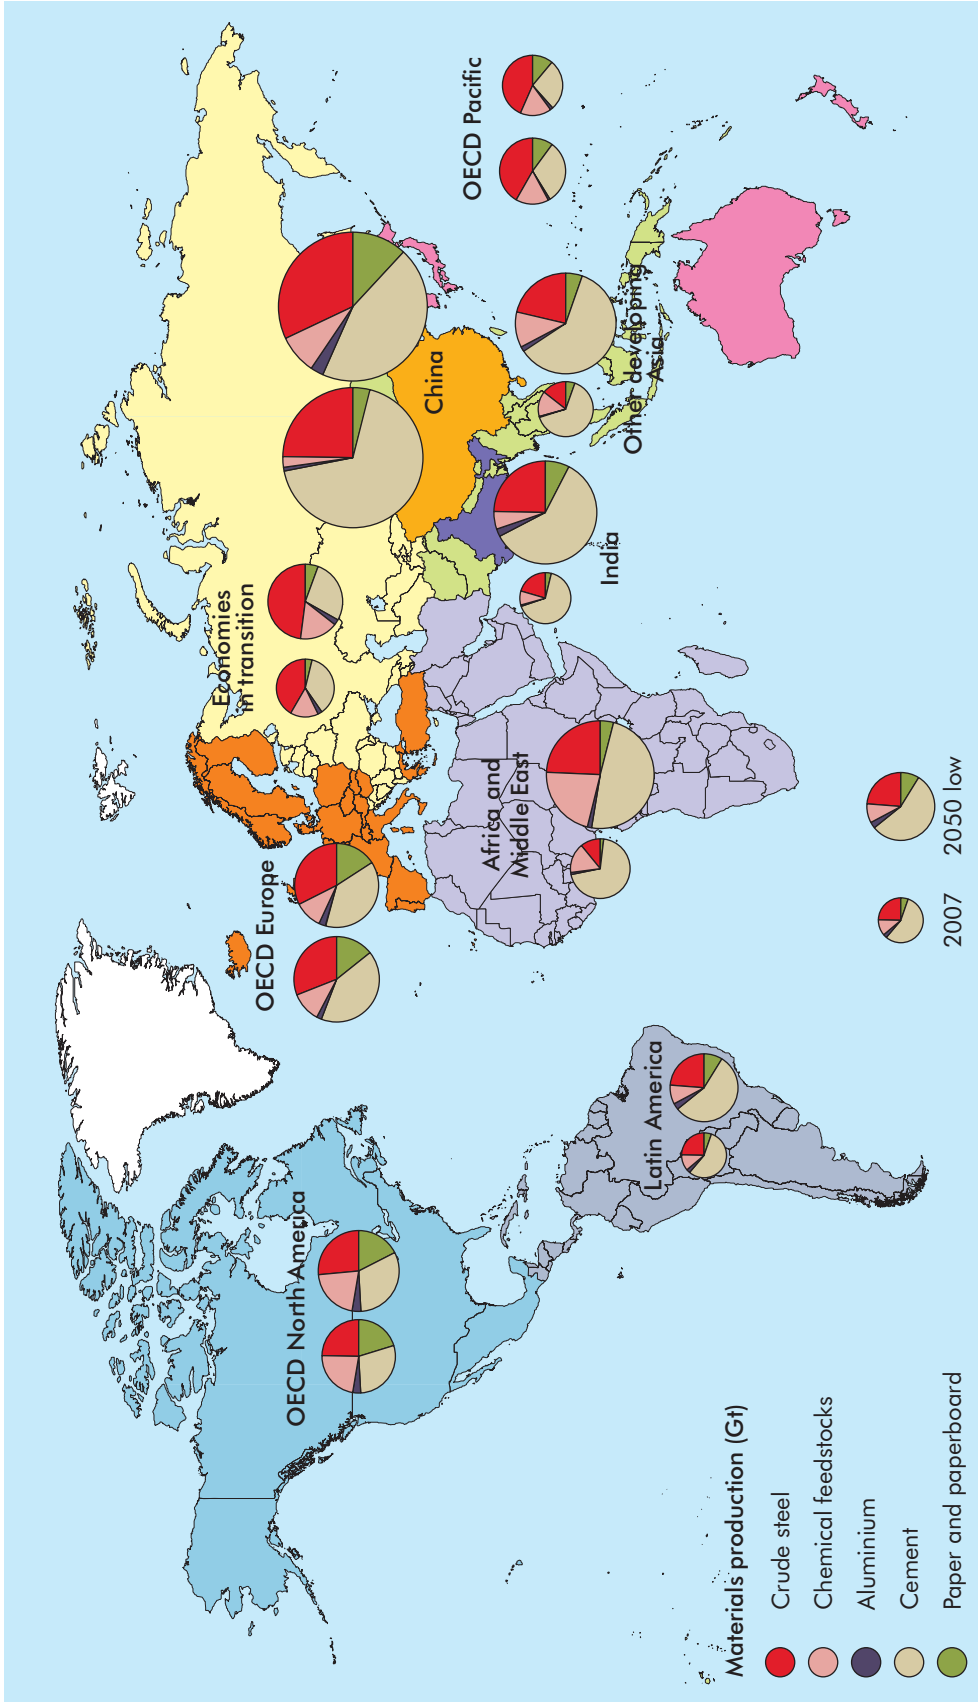 OECD North America
Latin America
OECD Europe
Africa and
Middle East
Economies
in transition
India
China
Other developing
Asia
OECD Pacific
Materials production (Gt)
Crude steel
Chemical feedstocks
Aluminium
Cement
Paper and paperboard
2007
2050 low